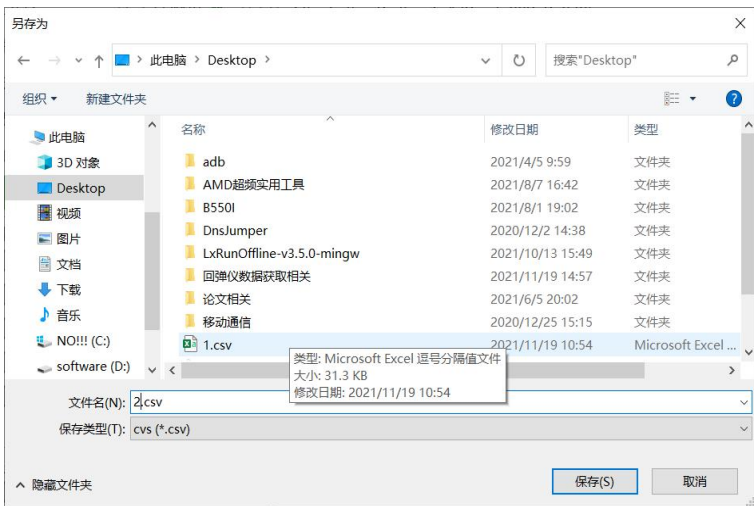 另存为
此电脑 > Desktop >
搜索"Desktop"
组织 新建文件夹
此电脑
3D 对象
Desktop
视频
图片
文档
下载
音乐
NO!!! (C:)
software (D:)
名称 修改日期 类型
adb 2021/4/5 9:59 文件夹
AMD超频实用工具 2021/8/7 16:42 文件夹
B550I 2021/8/1 19:02 文件夹
DnsJumper 2020/12/2 14:38 文件夹
LxRunOffline-v3.5.0-mingw 2021/10/13 15:49 文件夹
回弹仪数据获取相关 2021/11/19 14:57 文件夹
论文相关 2021/6/5 20:02 文件夹
移动通信 2020/12/25 15:15 文件夹
1.csv 2021/11/19 10:54 Microsoft Excel ...
类型: Microsoft Excel 逗号分隔值文件
大小: 31.3 KB
修改日期: 2021/11/19 10:54
文件名(N): 2.csv
保存类型(T): cvs (*.csv)
隐藏文件夹
保存(S) 取消